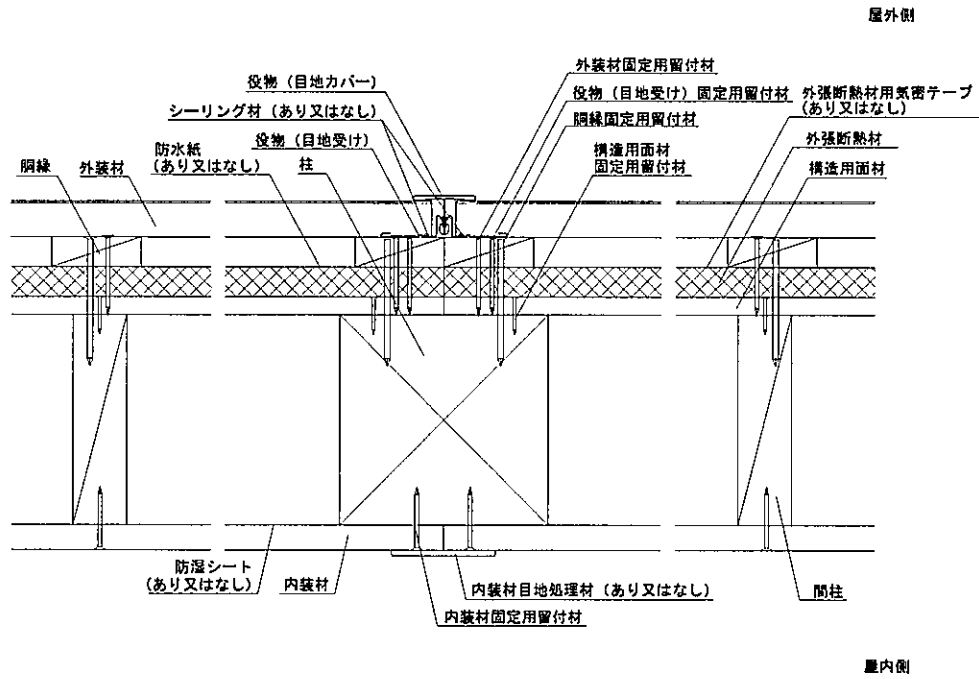 屋外側
役物（目地カバー）
外装材固定用留付材
シーリング材（あり又はなし）
役物（目地受け）固定用留付材
外張断熱材用気密テープ
（あり又はなし）
役物（目地受け）
胴縁固定用留付材
防水紙
（あり又はなし）
柱
構造用面材
固定用留付材
外張断熱材
胴縁
外装材
構造用面材
防湿シート
（あり又はなし）
内装材
内装材目地処理材（あり又はなし）
間柱
内装材固定用留付材
屋内側